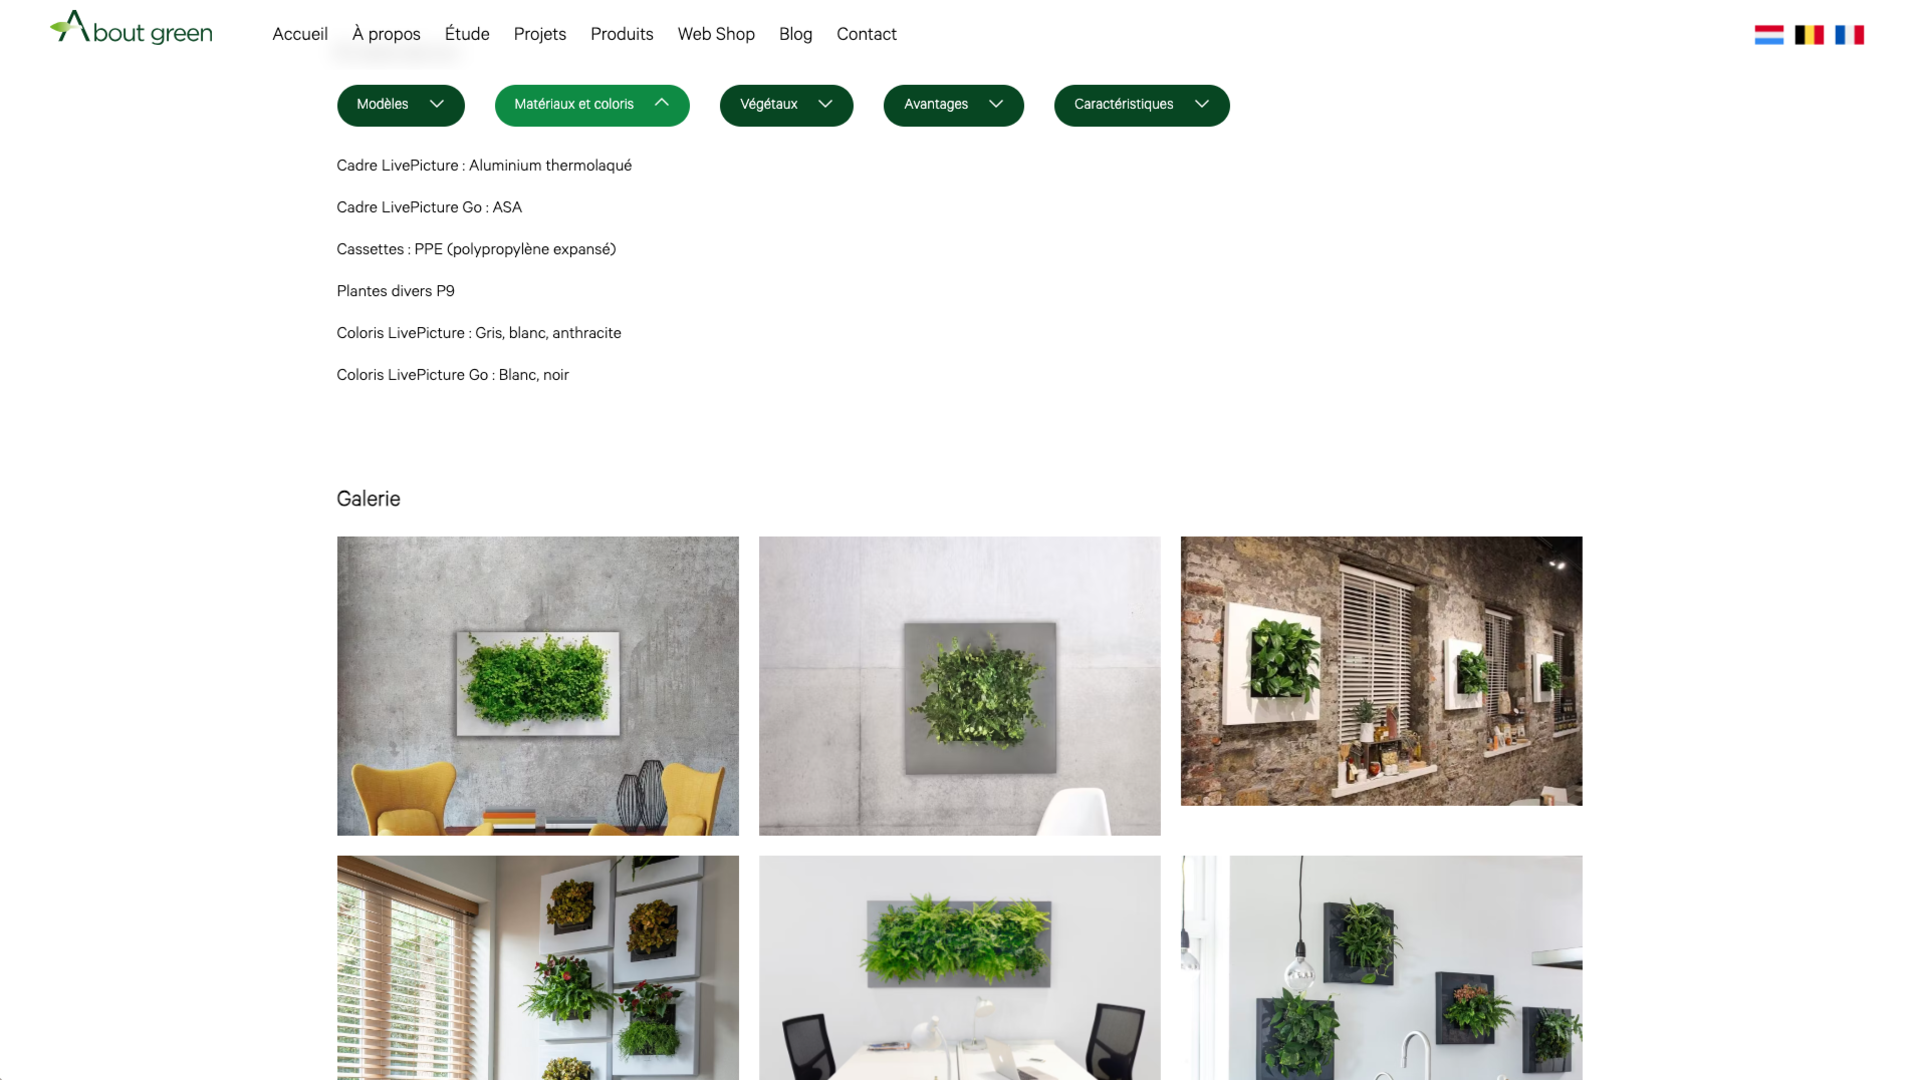 About green
Accueil
À propos
Étude
Projets
Produits
Web Shop
Blog
Contact
Modèles
Matériaux et coloris
Végétaux
Avantages
Caractéristiques
Cadre LivePicture : Aluminium thermolaqué
Cadre LivePicture Go : ASA
Cassettes : PPE (polypropylène expansé)
Plantes divers P9
Coloris LivePicture : Gris, blanc, anthracite
Coloris LivePicture Go : Blanc, noir
Galerie